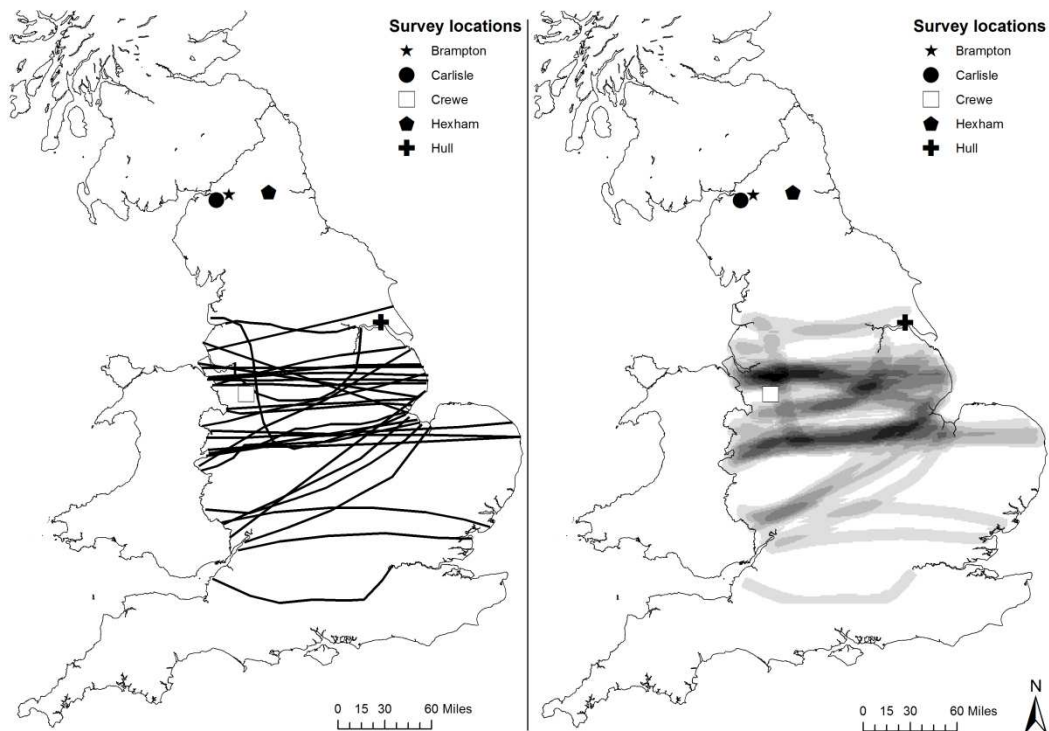 Survey locations
Brampton
Carlisle
Crewe
Hexham
Hull
0 15 30 60 Miles
Survey locations
Brampton
Carlisle
Crewe
Hexham
Hull
N
0 15 30 60 Miles